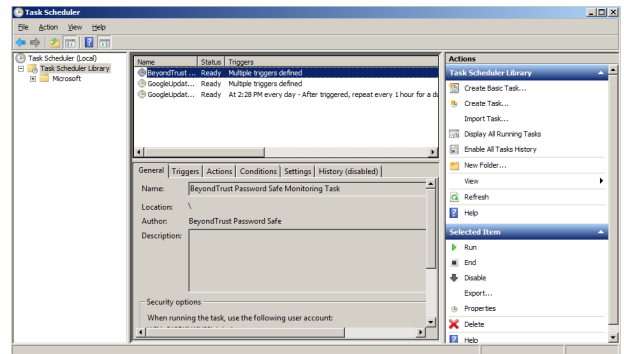 Task Scheduler
File Action View Help
Task Scheduler (Local)
Task Scheduler Library
Microsoft
Name Status Triggers
BeyondTrust ... Ready Multiple triggers defined
GoogleUpdat... Ready Multiple triggers defined
GoogleUpdat... Ready At 2:28 PM every day - After triggered, repeat every 1 hour for a
General Triggers Actions Conditions Settings History (disabled)
Name: BeyondTrust Password Safe Monitoring Task
Location: \
Author: BeyondTrust Password Safe
Description:
Security options
When running the task, use the following user account:
Actions
Task Scheduler Library
Create Basic Task...
Create Task...
Import Task...
Display All Running Tasks
Enable All Tasks History
New Folder...
View
Refresh
Help
Selected Item
Run
End
Disable
Export...
Properties
Delete
Help